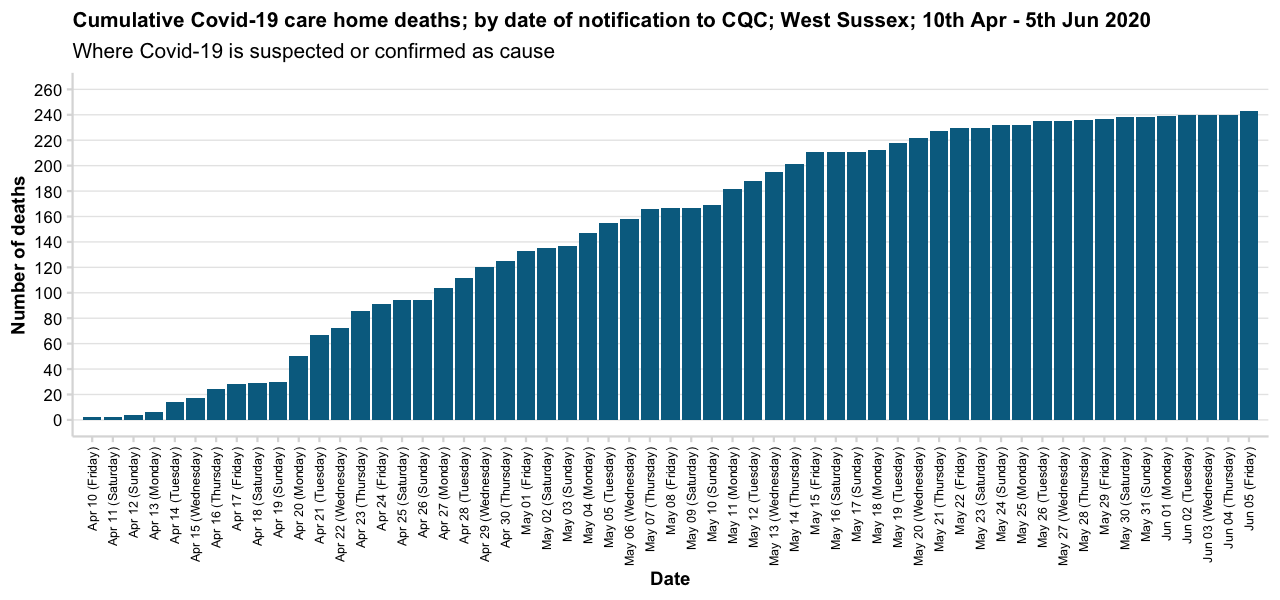 Cumulative Covid-19 care home deaths; by date of notification to CQC; West Sussex; 10th Apr - 5th Jun 2020
Where Covid-19 is suspected or confirmed as cause
Number of deaths
260
240
220
200
180
160
140
120
100
80
60
40
20
0
Apr 10 (Friday)
Apr 11 (Saturday)
Apr 12 (Sunday)
Apr 13 (Monday)
Apr 14 (Tuesday)
Apr 15 (Wednesday)
Apr 16 (Thursday)
Apr 17 (Friday)
Apr 18 (Saturday)
Apr 19 (Sunday)
Apr 20 (Monday)
Apr 21 (Tuesday)
Apr 22 (Wednesday)
Apr 23 (Thursday)
Apr 24 (Friday)
Apr 25 (Saturday)
Apr 26 (Sunday)
Apr 27 (Monday)
Apr 28 (Tuesday)
Apr 29 (Wednesday)
Apr 30 (Thursday)
May 01 (Friday)
May 02 (Saturday)
May 03 (Sunday)
May 04 (Monday)
May 05 (Tuesday)
May 06 (Wednesday)
May 07 (Thursday)
May 08 (Friday)
May 09 (Saturday)
May 10 (Sunday)
May 11 (Monday)
May 12 (Tuesday)
May 13 (Wednesday)
May 14 (Thursday)
May 15 (Friday)
May 16 (Saturday)
May 17 (Sunday)
May 18 (Monday)
May 19 (Tuesday)
May 20 (Wednesday)
May 21 (Thursday)
May 22 (Friday)
May 23 (Saturday)
May 24 (Sunday)
May 25 (Monday)
May 26 (Tuesday)
May 27 (Wednesday)
May 28 (Thursday)
May 29 (Friday)
May 30 (Saturday)
May 31 (Sunday)
Jun 01 (Monday)
Jun 02 (Tuesday)
Jun 03 (Wednesday)
Jun 04 (Thursday)
Jun 05 (Friday)
Date